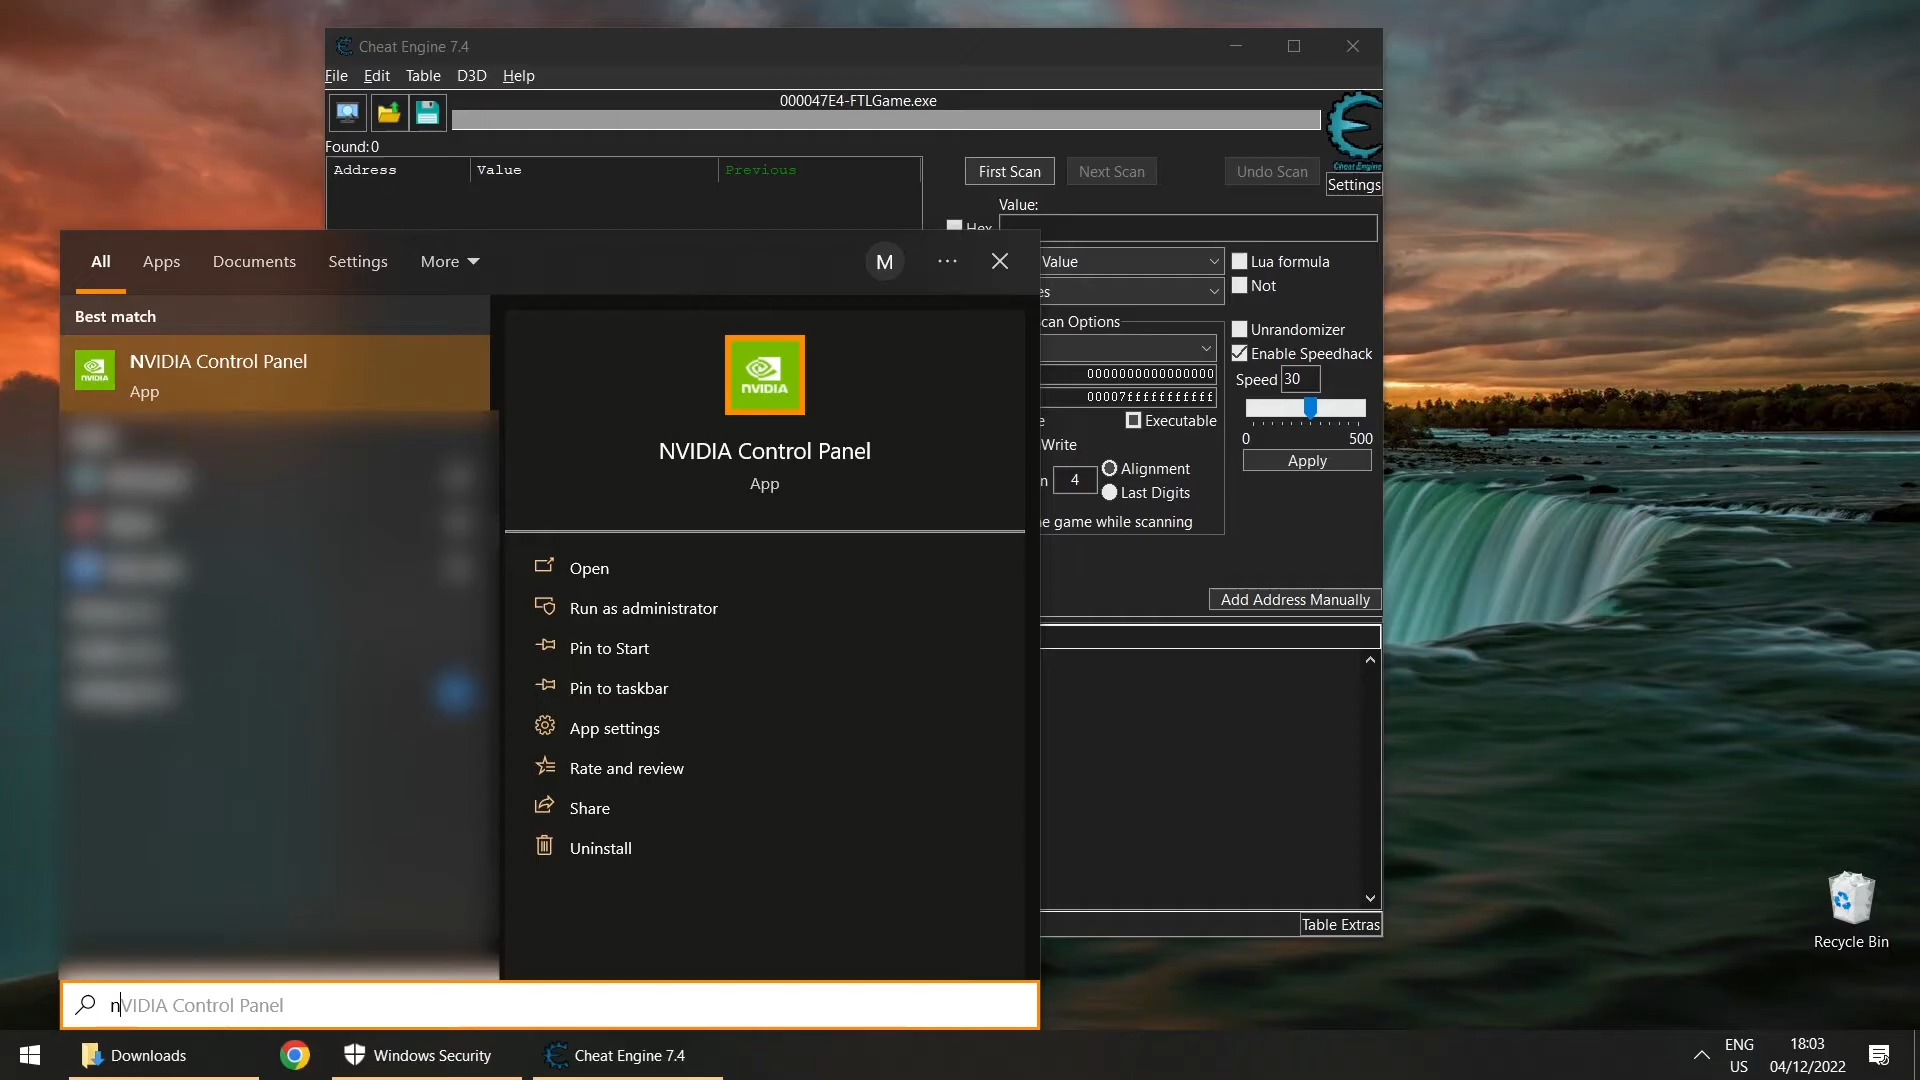 Cheat Engine 7.4
File Edit Table D3D Help
000047E4-FTLGame.exe
Found:0
Address Value Previous
First Scan Next Scan Undo Scan
Cheat Engine
Settings
Value:
Hex
Value
Lua formula
es
Not
can Options
Unrandomizer
Enable Speedhack
0000000000000000
Speed 30
00007fffffffffff
e Executable
0 500
Write
Apply
n 4 Alignment
Last Digits
e game while scanning
Add Address Manually
Table Extras
All Apps Documents Settings More M
Best match
NVIDIA Control Panel
App
NVIDIA
NVIDIA
NVIDIA Control Panel
App
Open
Run as administrator
Pin to Start
Pin to taskbar
App settings
Rate and review
Share
Uninstall
nVIDIA Control Panel
Recycle Bin
Downloads Windows Security Cheat Engine 7.4
ENG
US
18:03
04/12/2022